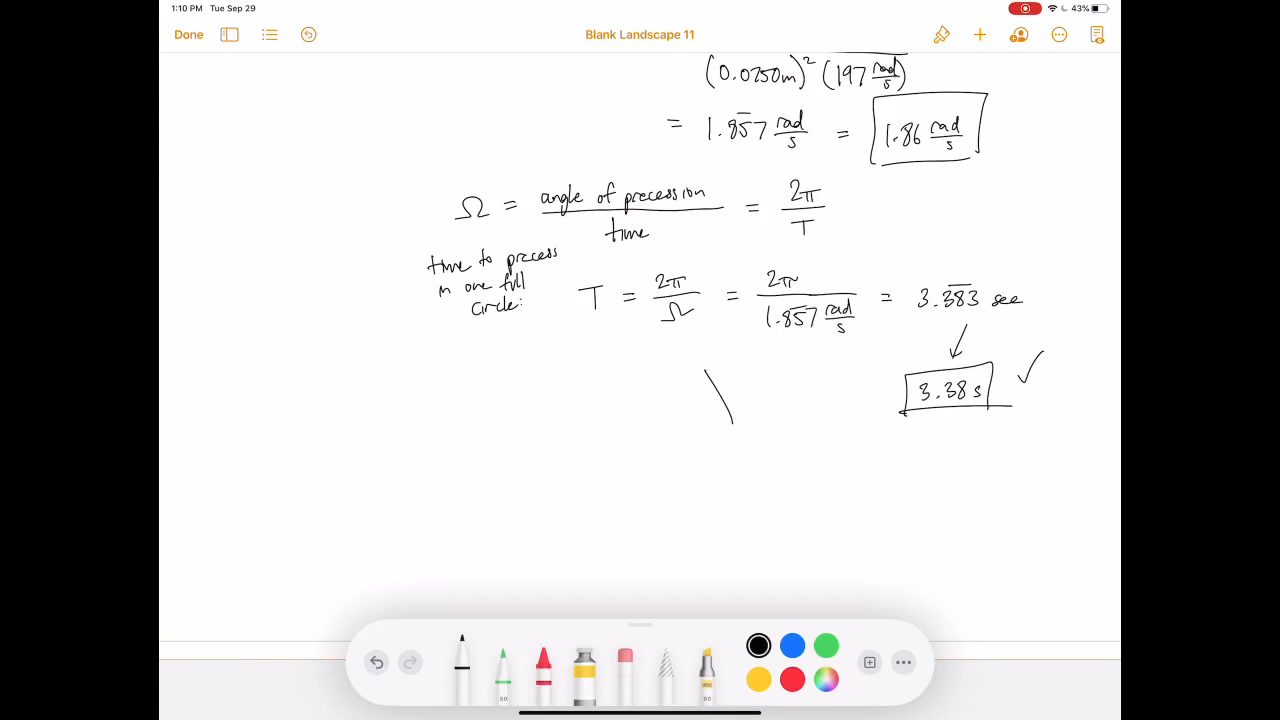 1:10 PM Tue Sep 29
43%
Done
Blank Landscape 11
(0.0250m)² (197 rad/s)
= 1.857 rad/s = 1.86 rad/s
Ω = angle of precession / time = 2π / T
time to precess
in one full
circle:
T = 2π / Ω = 2π / 1.857 rad/s = 3.383 sec
3.38 s ✓
50
80